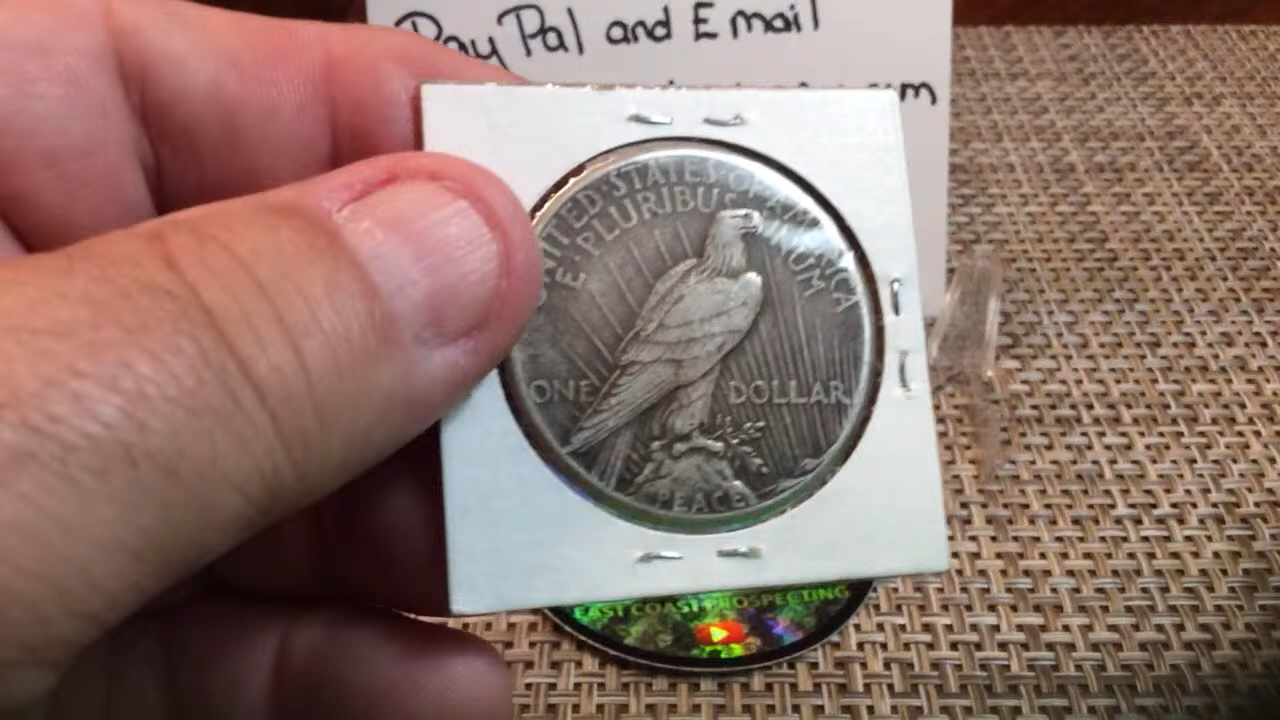 PayPal and Email
UNITED STATES OF AMERICA
E PLURIBUS UNUM
ONE DOLLAR
PEACE
EAST COAST PROSPECTING